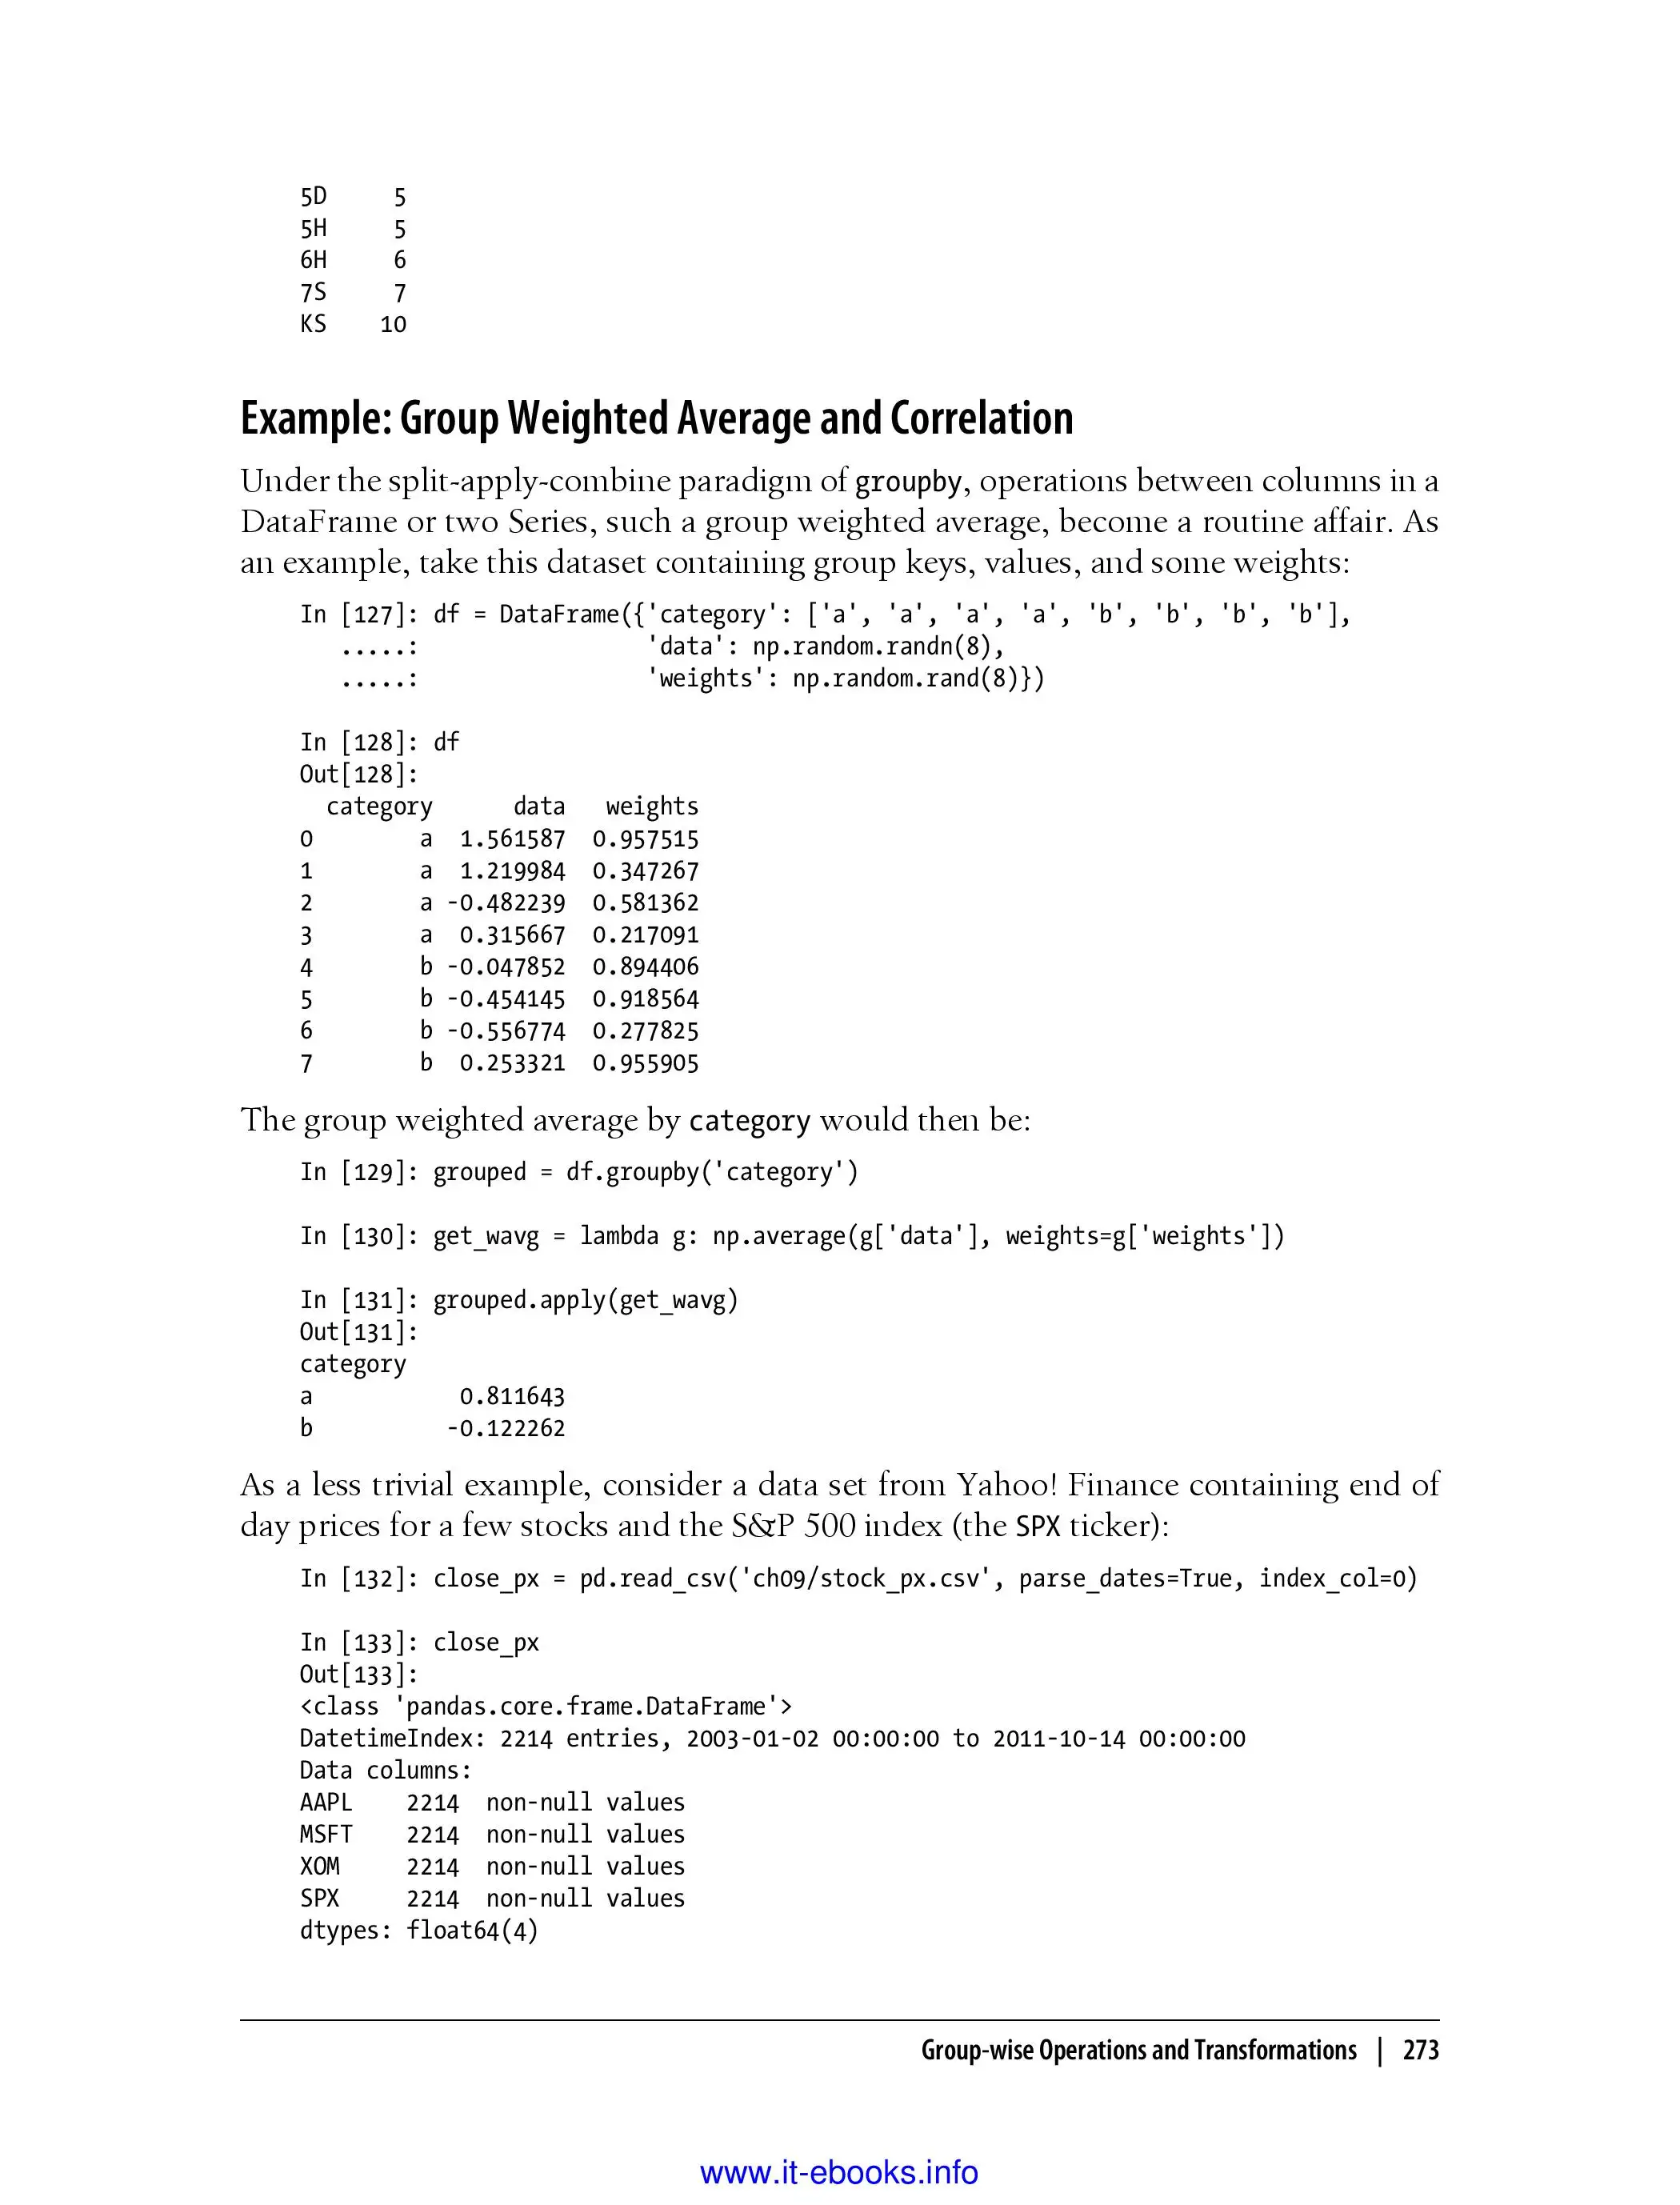 5D     5
5H     5
6H     6
7S     7
KS    10
Example: Group Weighted Average and Correlation
Under the split-apply-combine paradigm of groupby, operations between columns in a
DataFrame or two Series, such a group weighted average, become a routine affair. As
an example, take this dataset containing group keys, values, and some weights:
In [127]: df = DataFrame({'category': ['a', 'a', 'a', 'a', 'b', 'b', 'b', 'b'],
   .....:                 'data': np.random.randn(8),
   .....:                 'weights': np.random.rand(8)})
In [128]: df
Out[128]:
  category      data   weights
0        a  1.561587  0.957515
1        a  1.219984  0.347267
2        a -0.482239  0.581362
3        a  0.315667  0.217091
4        b -0.047852  0.894406
5        b -0.454145  0.918564
6        b -0.556774  0.277825
7        b  0.253321  0.955905
The group weighted average by category would then be:
In [129]: grouped = df.groupby('category')
In [130]: get_wavg = lambda g: np.average(g['data'], weights=g['weights'])
In [131]: grouped.apply(get_wavg)
Out[131]:
category
a           0.811643
b          -0.122262
As a less trivial example, consider a data set from Yahoo! Finance containing end of
day prices for a few stocks and the S&P 500 index (the SPX ticker):
In [132]: close_px = pd.read_csv('ch09/stock_px.csv', parse_dates=True, index_col=0)
In [133]: close_px
Out[133]:
<class 'pandas.core.frame.DataFrame'>
DatetimeIndex: 2214 entries, 2003-01-02 00:00:00 to 2011-10-14 00:00:00
Data columns:
AAPL    2214  non-null values
MSFT    2214  non-null values
XOM     2214  non-null values
SPX     2214  non-null values
dtypes: float64(4)
Group-wise Operations and Transformations | 273
www.it-ebooks.info